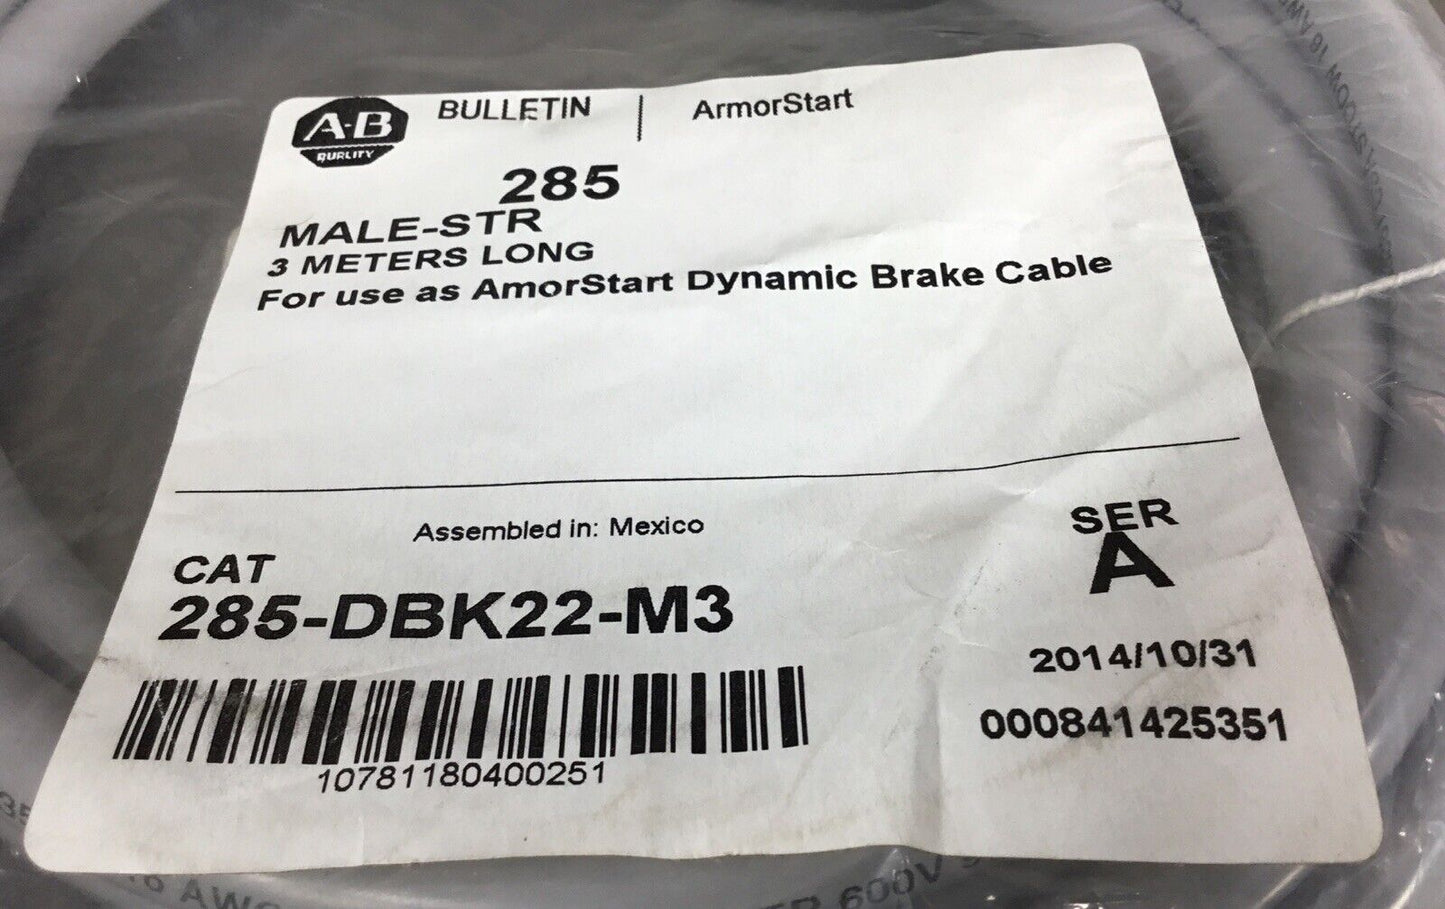 A-B
QUALITY
BULLETIN
ArmorStart
285
MALE-STR
3 METERS LONG
For use as AmorStart Dynamic Brake Cable
Assembled in: Mexico
CAT
285-DBK22-M3
SER
A
2014/10/31
000841425351
10781180400251
600V